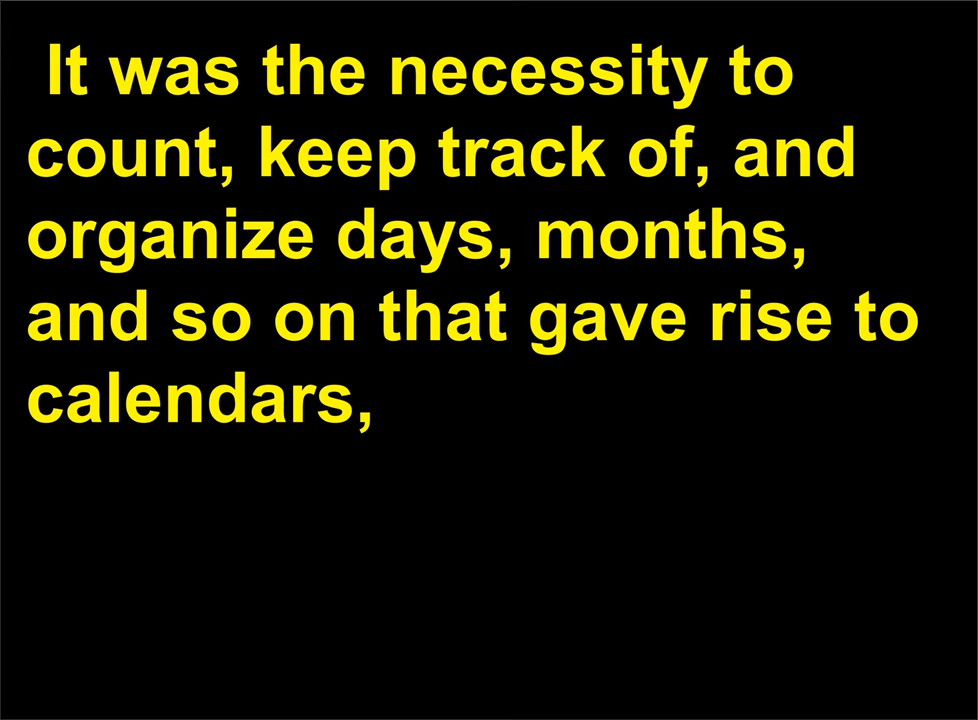 It was the necessity to
count, keep track of, and
organize days, months,
and so on that gave rise to
calendars,